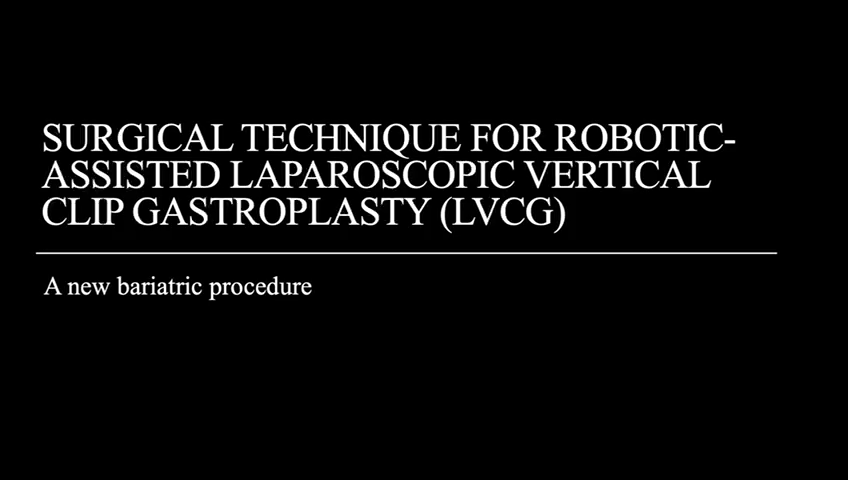 SURGICAL TECHNIQUE FOR ROBOTIC-
ASSISTED LAPAROSCOPIC VERTICAL
CLIP GASTROPLASTY (LVCG)
A new bariatric procedure